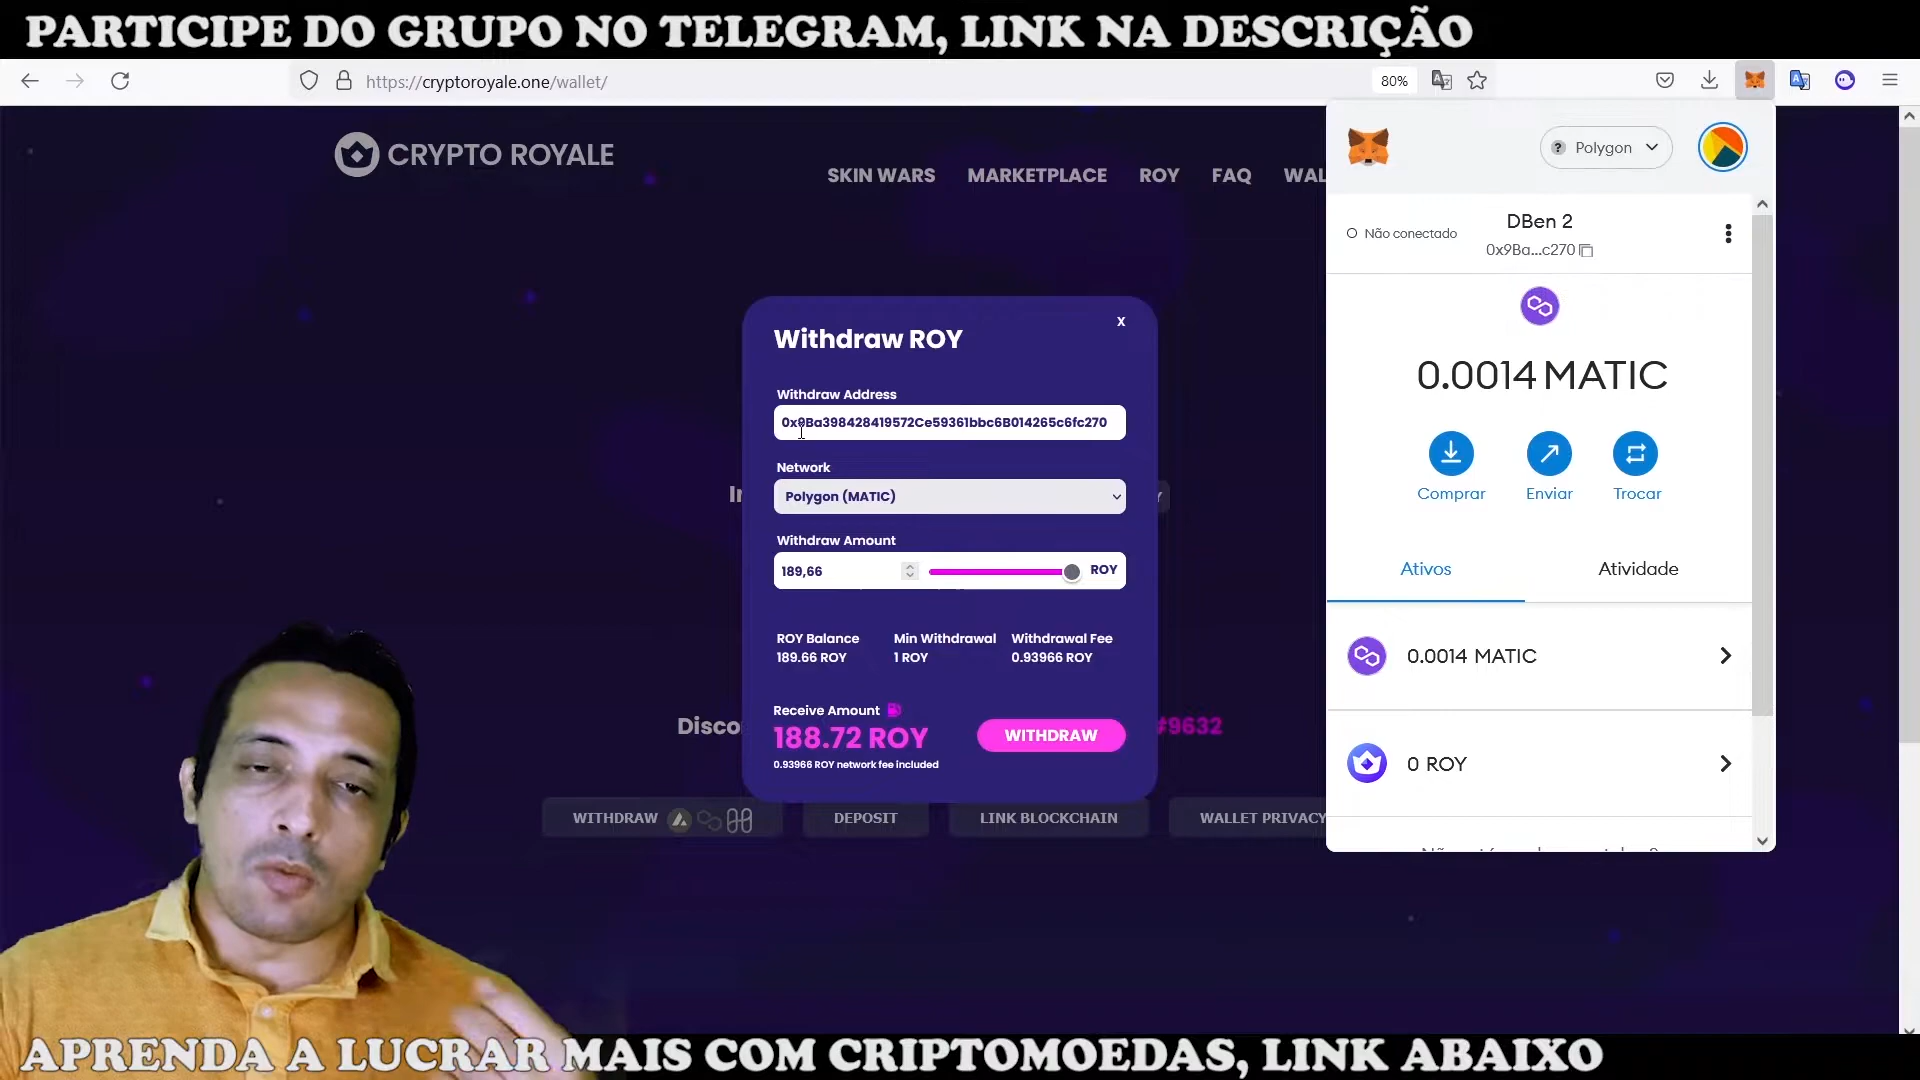 PARTICIPE DO GRUPO NO TELEGRAM, LINK NA DESCRIÇÃO
https://cryptoroyale.one/wallet/
80%
CRYPTO ROYALE
SKIN WARS
MARKETPLACE
ROY
FAQ
Polygon
Não conectado
DBen 2
0x9Ba...c270
0.0014 MATIC
Comprar
Enviar
Trocar
Ativos
Atividade
0.0014 MATIC
0 ROY
Withdraw ROY
x
Withdraw Address
0x9Ba398428419572Ce59361bbc6B014265c6fc270
Network
Polygon (MATIC)
Withdraw Amount
189,66
ROY
ROY Balance
189.66 ROY
Min Withdrawal
1 ROY
Withdrawal Fee
0.93966 ROY
Receive Amount
188.72 ROY
0.93966 ROY network fee included
WITHDRAW
#9632
WITHDRAW
DEPOSIT
LINK BLOCKCHAIN
WALLET PRIVACY
APRENDA A LUCRAR MAIS COM CRIPTOMOEDAS, LINK ABAIXO